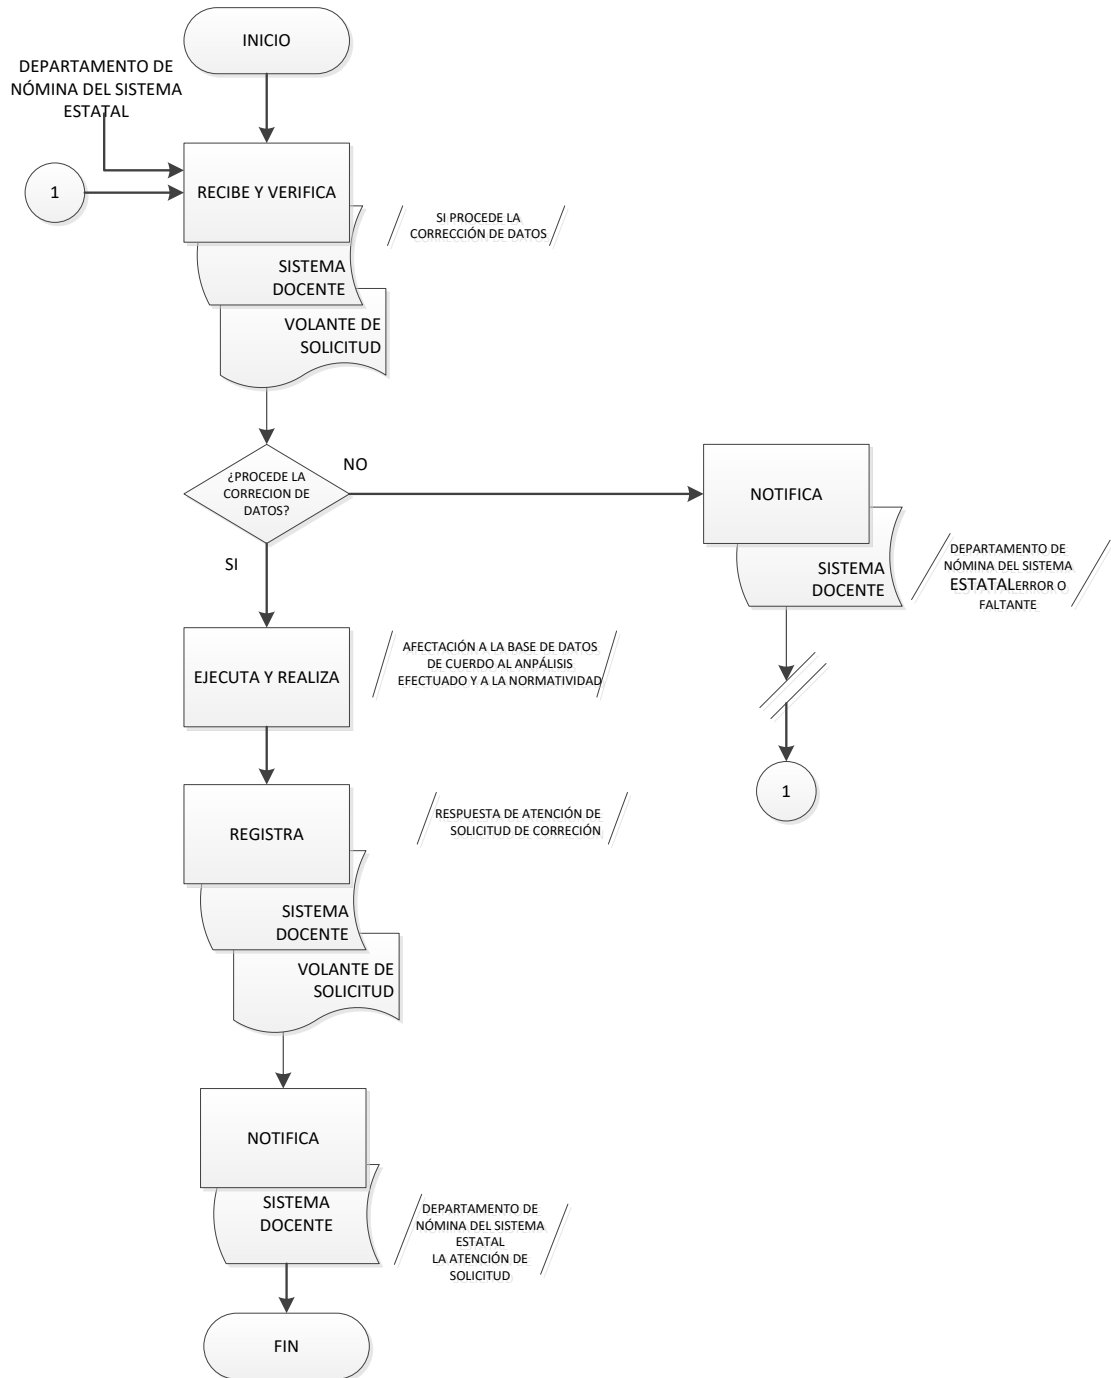 INICIO
DEPARTAMENTO DE
NÓMINA DEL SISTEMA
ESTATAL
1
RECIBE Y VERIFICA
SI PROCEDE LA
CORRECCIÓN DE DATOS
SISTEMA
DOCENTE
VOLANTE DE
SOLICITUD
¿PROCEDE LA
CORRECION DE
DATOS?
NO
SI
NOTIFICA
SISTEMA
DOCENTE
DEPARTAMENTO DE
NÓMINA DEL SISTEMA
ESTATALERROR O
FALTANTE
1
EJECUTA Y REALIZA
AFECTACIÓN A LA BASE DE DATOS
DE CUERDO AL ANPÁLISIS
EFECTUADO Y A LA NORMATIVIDAD
REGISTRA
RESPUESTA DE ATENCIÓN DE
SOLICITUD DE CORRECIÓN
SISTEMA
DOCENTE
VOLANTE DE
SOLICITUD
NOTIFICA
SISTEMA
DOCENTE
DEPARTAMENTO DE
NÓMINA DEL SISTEMA
ESTATAL
LA ATENCIÓN DE
SOLICITUD
FIN